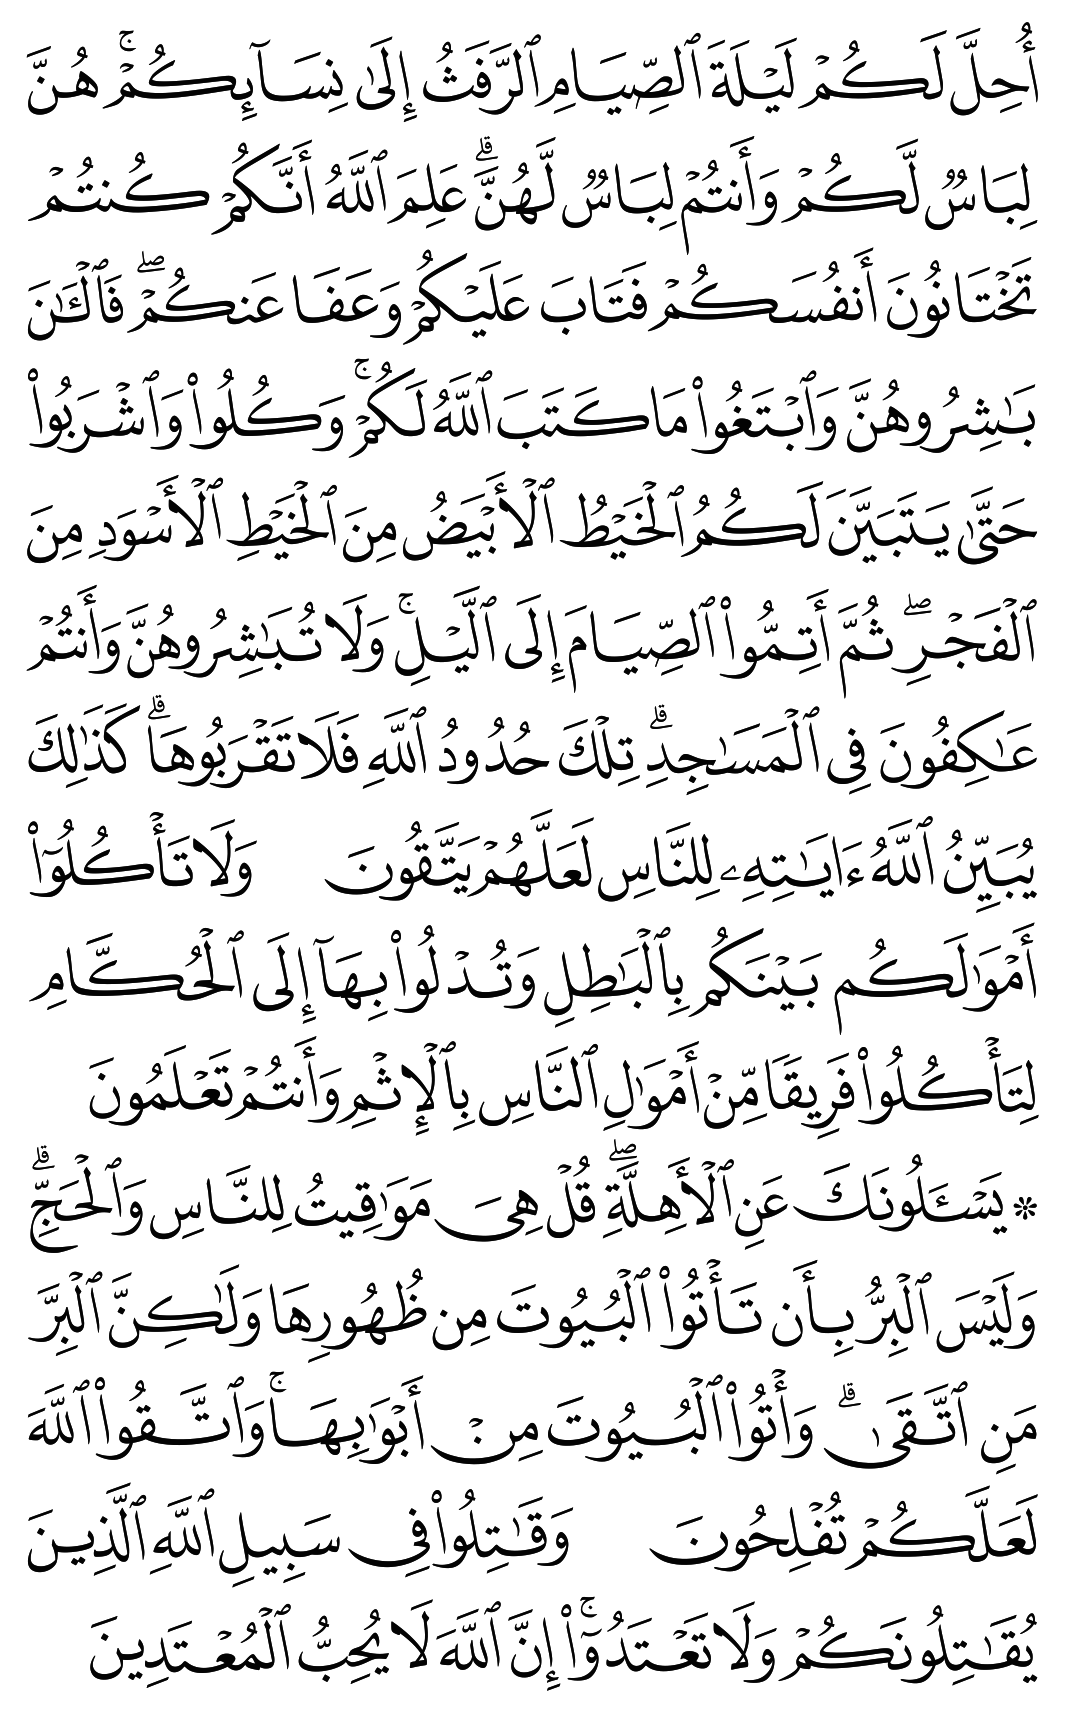 أُحِلَّ لَكُمۡ لَيۡلَةَ ٱلصِّيَامِ ٱلرَّفَثُ إِلَىٰ نِسَآئِكُمۡۚ هُنَّ
لِبَاسٞ لَّكُمۡ وَأَنتُمۡ لِبَاسٞ لَّهُنَّۗ عَلِمَ ٱللَّهُ أَنَّكُمۡ كُنتُمۡ
تَخۡتَانُونَ أَنفُسَكُمۡ فَتَابَ عَلَيۡكُمۡ وَعَفَا عَنكُمۡۖ فَٱلۡـَٰٔنَ
بَٰشِرُوهُنَّ وَٱبۡتَغُواْ مَا كَتَبَ ٱللَّهُ لَكُمۡۚ وَكُلُواْ وَٱشۡرَبُواْ
حَتَّىٰ يَتَبَيَّنَ لَكُمُ ٱلۡخَيۡطُ ٱلۡأَبۡيَضُ مِنَ ٱلۡخَيۡطِ ٱلۡأَسۡوَدِ مِنَ
ٱلۡفَجۡرِۖ ثُمَّ أَتِمُّواْ ٱلصِّيَامَ إِلَى ٱلَّيۡلِۚ وَلَا تُبَٰشِرُوهُنَّ وَأَنتُمۡ
عَٰكِفُونَ فِي ٱلۡمَسَٰجِدِۗ تِلۡكَ حُدُودُ ٱللَّهِ فَلَا تَقۡرَبُوهَاۗ كَذَٰلِكَ
يُبَيِّنُ ٱللَّهُ ءَايَٰتِهِۦ لِلنَّاسِ لَعَلَّهُمۡ يَتَّقُونَ وَلَا تَأۡكُلُوٓاْ
أَمۡوَٰلَكُم بَيۡنَكُم بِٱلۡبَٰطِلِ وَتُدۡلُواْ بِهَآ إِلَى ٱلۡحُكَّامِ
لِتَأۡكُلُواْ فَرِيقٗا مِّنۡ أَمۡوَٰلِ ٱلنَّاسِ بِٱلۡإِثۡمِ وَأَنتُمۡ تَعۡلَمُونَ
* يَسۡـَٔلُونَكَ عَنِ ٱلۡأَهِلَّةِۖ قُلۡ هِيَ مَوَٰقِيتُ لِلنَّاسِ وَٱلۡحَجِّۗ
وَلَيۡسَ ٱلۡبِرُّ بِأَن تَأۡتُواْ ٱلۡبُيُوتَ مِن ظُهُورِهَا وَلَٰكِنَّ ٱلۡبِرَّ
مَنِ ٱتَّقَىٰۗ وَأۡتُواْ ٱلۡبُيُوتَ مِنۡ أَبۡوَٰبِهَاۚ وَٱتَّقُواْ ٱللَّهَ
لَعَلَّكُمۡ تُفۡلِحُونَ وَقَٰتِلُواْ فِي سَبِيلِ ٱللَّهِ ٱلَّذِينَ
يُقَٰتِلُونَكُمۡ وَلَا تَعۡتَدُوٓاْۚ إِنَّ ٱللَّهَ لَا يُحِبُّ ٱلۡمُعۡتَدِينَ